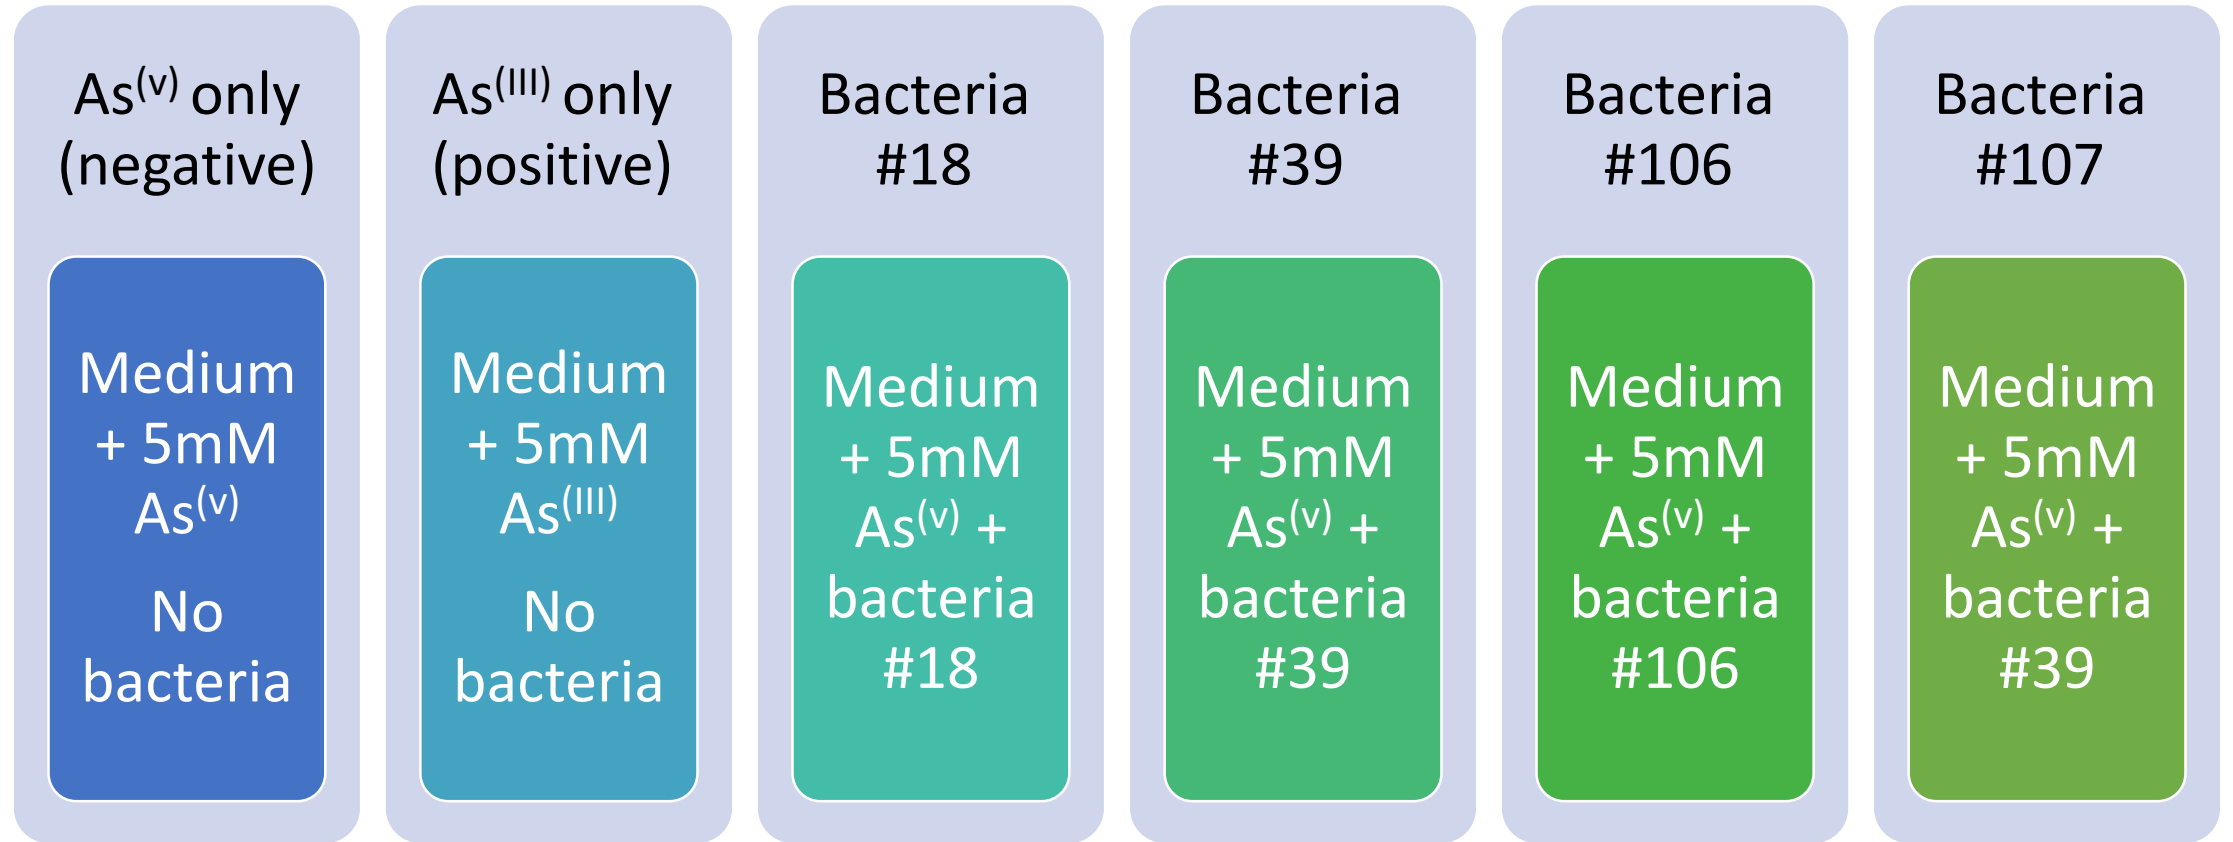 As(v) only
(negative)
Medium
+ 5mM
As(v)
No
bacteria
As(III) only
(positive)
Medium
+ 5mM
As(III)
No
bacteria
Bacteria
#18
Medium
+ 5mM
As(v) +
bacteria
#18
Bacteria
#39
Medium
+ 5mM
As(v) +
bacteria
#39
Bacteria
#106
Medium
+ 5mM
As(v) +
bacteria
#106
Bacteria
#107
Medium
+ 5mM
As(v) +
bacteria
#39